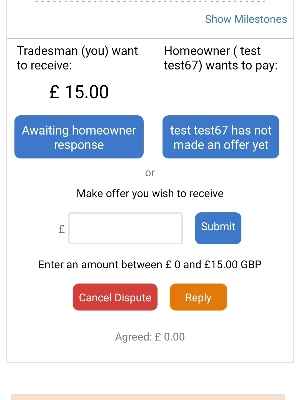 Show Milestones
Tradesman (you) want
to receive:
Homeowner ( test
test67) wants to pay:
£ 15.00
Awaiting homeowner
response
test test67 has not
made an offer yet
or
Make offer you wish to receive
£
Submit
Enter an amount between £ 0 and £15.00 GBP
Cancel Dispute
Reply
Agreed: £ 0.00